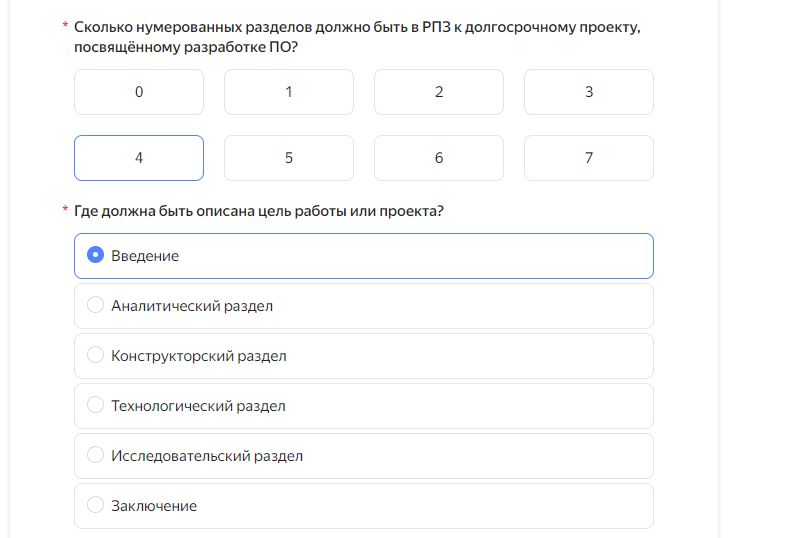 * Сколько нумерованных разделов должно быть в РПЗ к долгосрочному проекту,
посвящённому разработке ПО?
0 1 2 3
4 5 6 7
* Где должна быть описана цель работы или проекта?
Введение
Аналитический раздел
Конструкторский раздел
Технологический раздел
Исследовательский раздел
Заключение